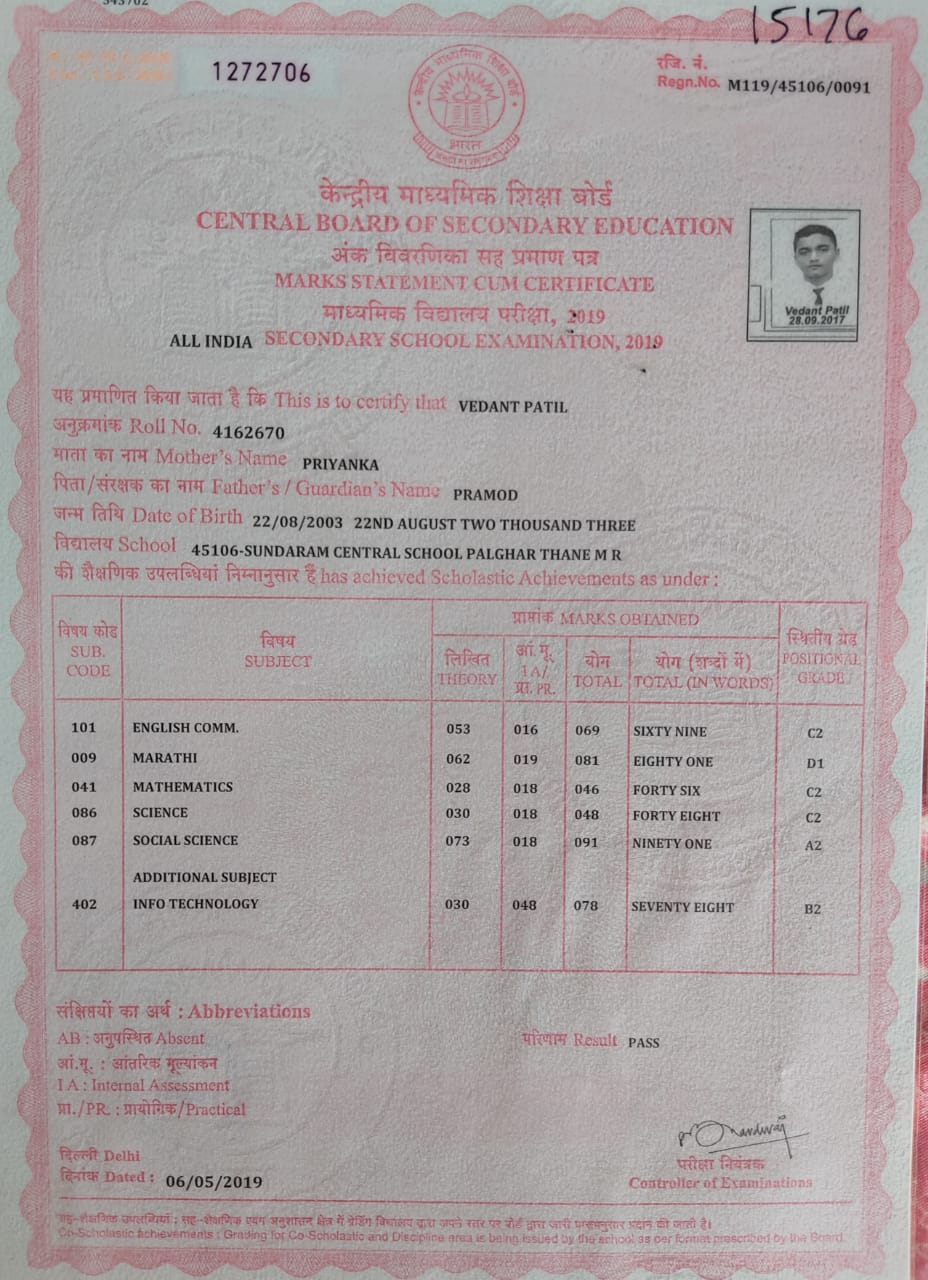 15176
1272706
रजि. नं.
Regn.No. M119/45106/0091
भारत
केन्द्रीय माध्यमिक शिक्षा बोर्ड
CENTRAL BOARD OF SECONDARY EDUCATION
अंक विवरणिका सह प्रमाण पत्र
MARKS STATEMENT CUM CERTIFICATE
माध्यमिक विद्यालय परीक्षा, 2019
ALL INDIA SECONDARY SCHOOL EXAMINATION, 2019
Vedant Patil
28.09.2017
यह प्रमाणित किया जाता है कि This is to certify that VEDANT PATIL
अनुक्रमांक Roll No. 4162670
माता का नाम Mother's Name PRIYANKA
पिता/संरक्षक का नाम Father's / Guardian's Name PRAMOD
जन्म तिथि Date of Birth 22/08/2003 22ND AUGUST TWO THOUSAND THREE
विद्यालय School 45106-SUNDARAM CENTRAL SCHOOL PALGHAR THANE M R
की शैक्षणिक उपलब्धियां निम्नानुसार हैं has achieved Scholastic Achievements as under :
विषय कोड SUB. CODE विषय SUBJECT प्राप्तांक MARKS OBTAINED स्थितीय ग्रेड POSITIONAL GRADE
लिखित THEORY आं. मू. I A/ प्रा. PR. योग TOTAL योग (शब्दों में) TOTAL (IN WORDS)
101 ENGLISH COMM. 053 016 069 SIXTY NINE C2
009 MARATHI 062 019 081 EIGHTY ONE D1
041 MATHEMATICS 028 018 046 FORTY SIX C2
086 SCIENCE 030 018 048 FORTY EIGHT C2
087 SOCIAL SCIENCE 073 018 091 NINETY ONE A2
ADDITIONAL SUBJECT
402 INFO TECHNOLOGY 030 048 078 SEVENTY EIGHT B2
संक्षिप्तियों का अर्थ : Abbreviations
AB : अनुपस्थित Absent
परिणाम Result PASS
आं.मू. : आंतरिक मूल्यांकन
I A : Internal Assessment
प्रा./PR. : प्रायोगिक/Practical
दिल्ली Delhi
दिनांक Dated : 06/05/2019
परीक्षा नियंत्रक
Controller of Examinations
सह-शैक्षणिक उपलब्धियां : सह-शैक्षणिक एवम अनुशासन क्षेत्र में ग्रेडिंग विद्यालय द्वारा अपने स्तर पर बोर्ड द्वारा जारी प्रारूपानुसार प्रदान की जाती है।
Co-Scholastic achievements : Grading for Co-Scholastic and Discipline area is being issued by the school as per format prescribed by the Board.